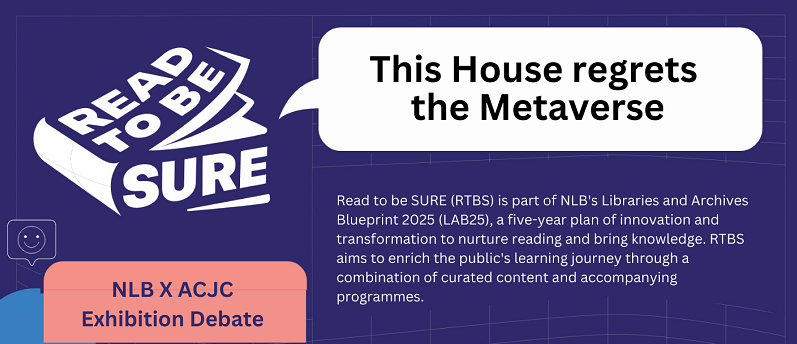 READ
TO BE
SURE
This House regrets
the Metaverse
Read to be SURE (RTBS) is part of NLB's Libraries and Archives
Blueprint 2025 (LAB25), a five-year plan of innovation and
transformation to nurture reading and bring knowledge. RTBS
aims to enrich the public's learning journey through a
combination of curated content and accompanying
programmes.
NLB X ACJC
Exhibition Debate